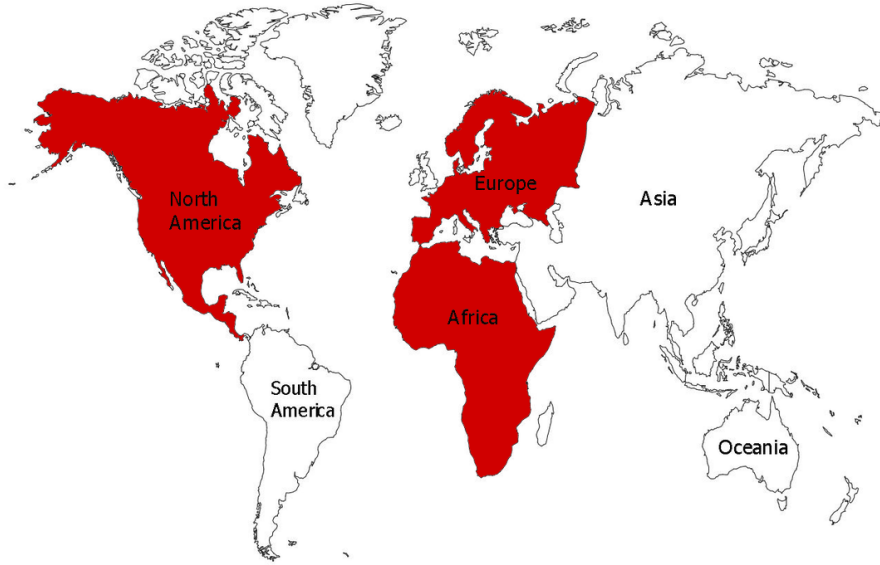 North
America
Europe
Asia
Africa
South
America
Oceania